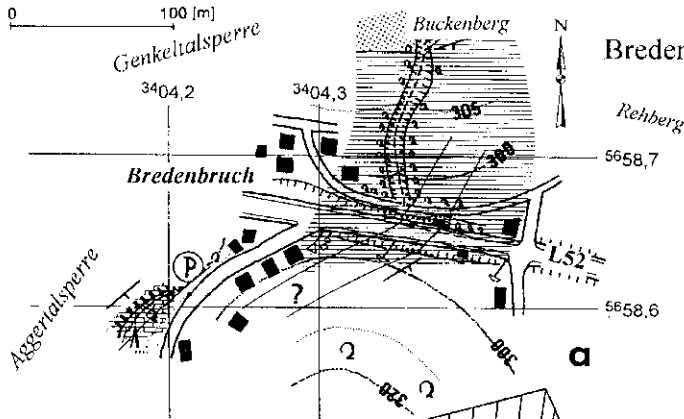 0 100 [m]
Genkeltalsperre
Buckenberg
N
Breden
³⁴04,2
³⁴04,3
305
Rehberg
300
⁵⁶58,7
Bredenbruch
P
L52
Aggertalsperre
?
⁵⁶58,6
300
a
320